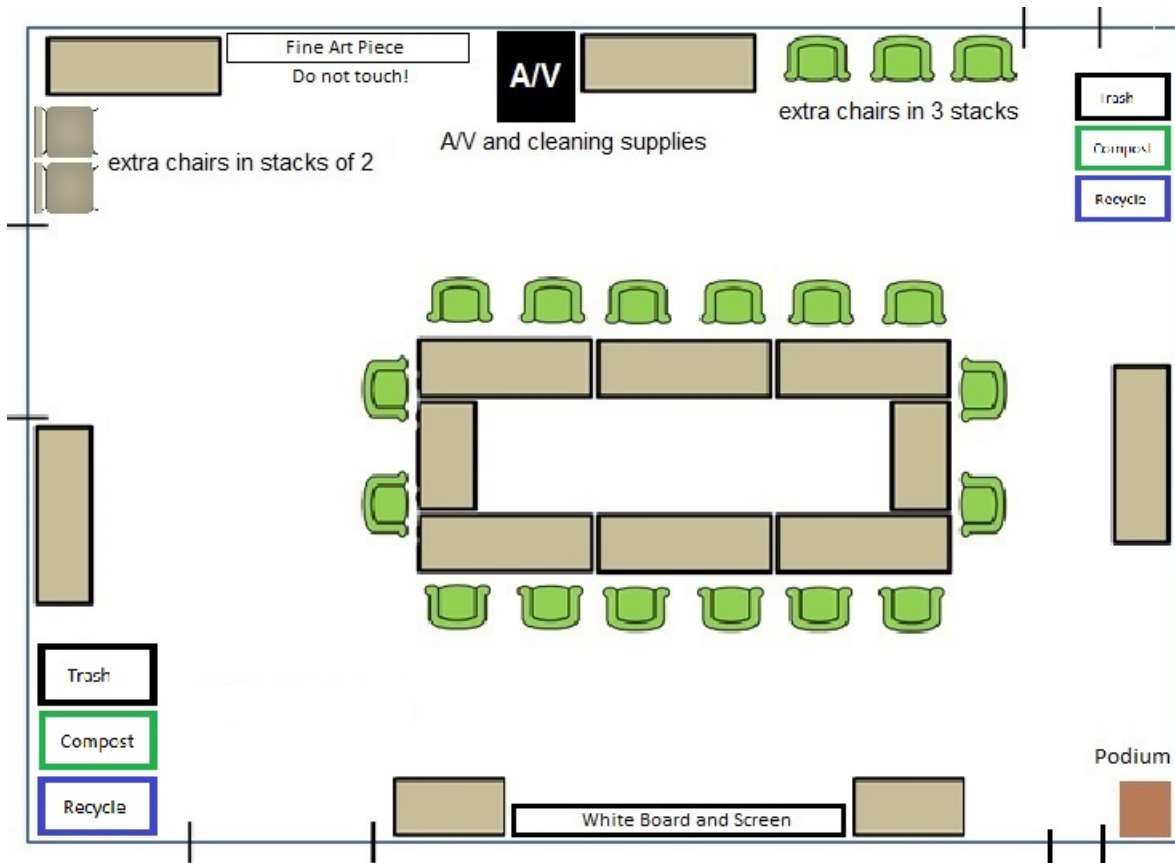 Fine Art Piece
Do not touch!
A/V
A/V and cleaning supplies
extra chairs in 3 stacks
Trash
Compost
Recycle
extra chairs in stacks of 2
Trash
Compost
Recycle
White Board and Screen
Podium